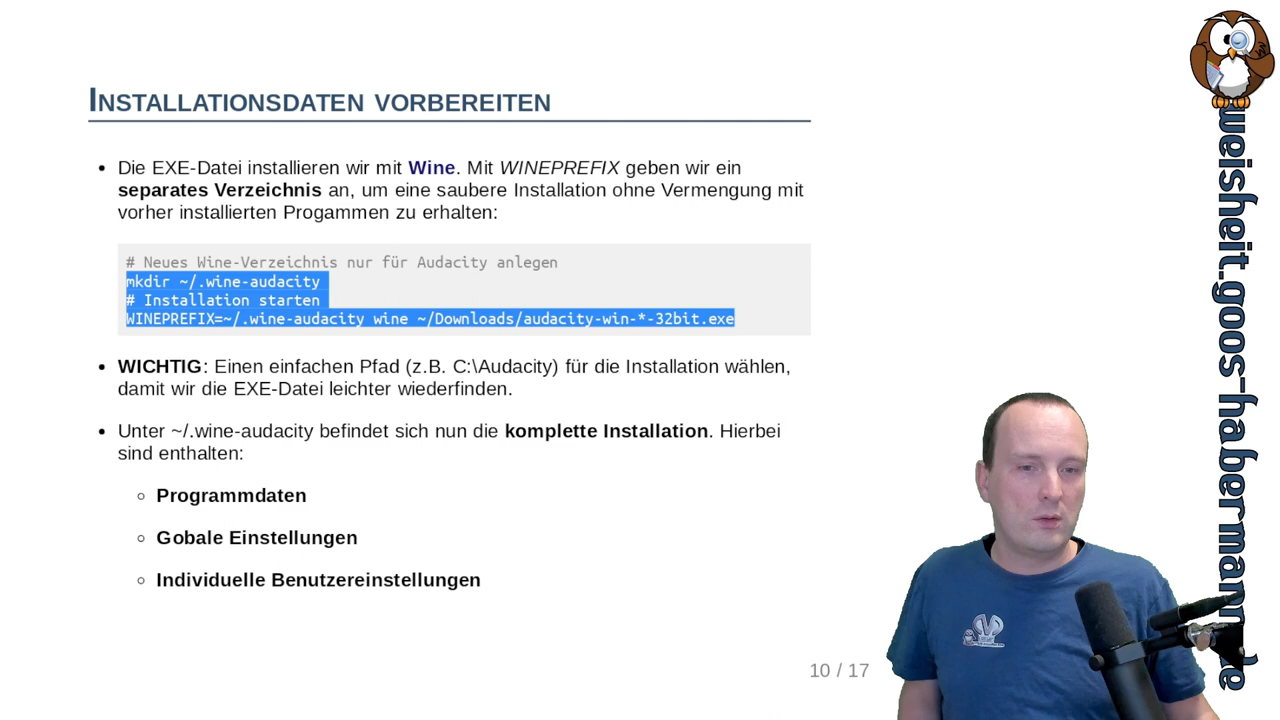 Installationsdaten vorbereiten
• Die EXE-Datei installieren wir mit Wine. Mit WINEPREFIX geben wir ein
separates Verzeichnis an, um eine saubere Installation ohne Vermengung mit
vorher installierten Progammen zu erhalten:
# Neues Wine-Verzeichnis nur für Audacity anlegen
mkdir ~/.wine-audacity
# Installation starten
WINEPREFIX=~/.wine-audacity wine ~/Downloads/audacity-win-*-32bit.exe
• WICHTIG: Einen einfachen Pfad (z.B. C:\Audacity) für die Installation wählen,
damit wir die EXE-Datei leichter wiederfinden.
• Unter ~/.wine-audacity befindet sich nun die komplette Installation. Hierbei
sind enthalten:
◦ Programmdaten
◦ Gobale Einstellungen
◦ Individuelle Benutzereinstellungen
10 / 17
weisheit.goos-habermann.de